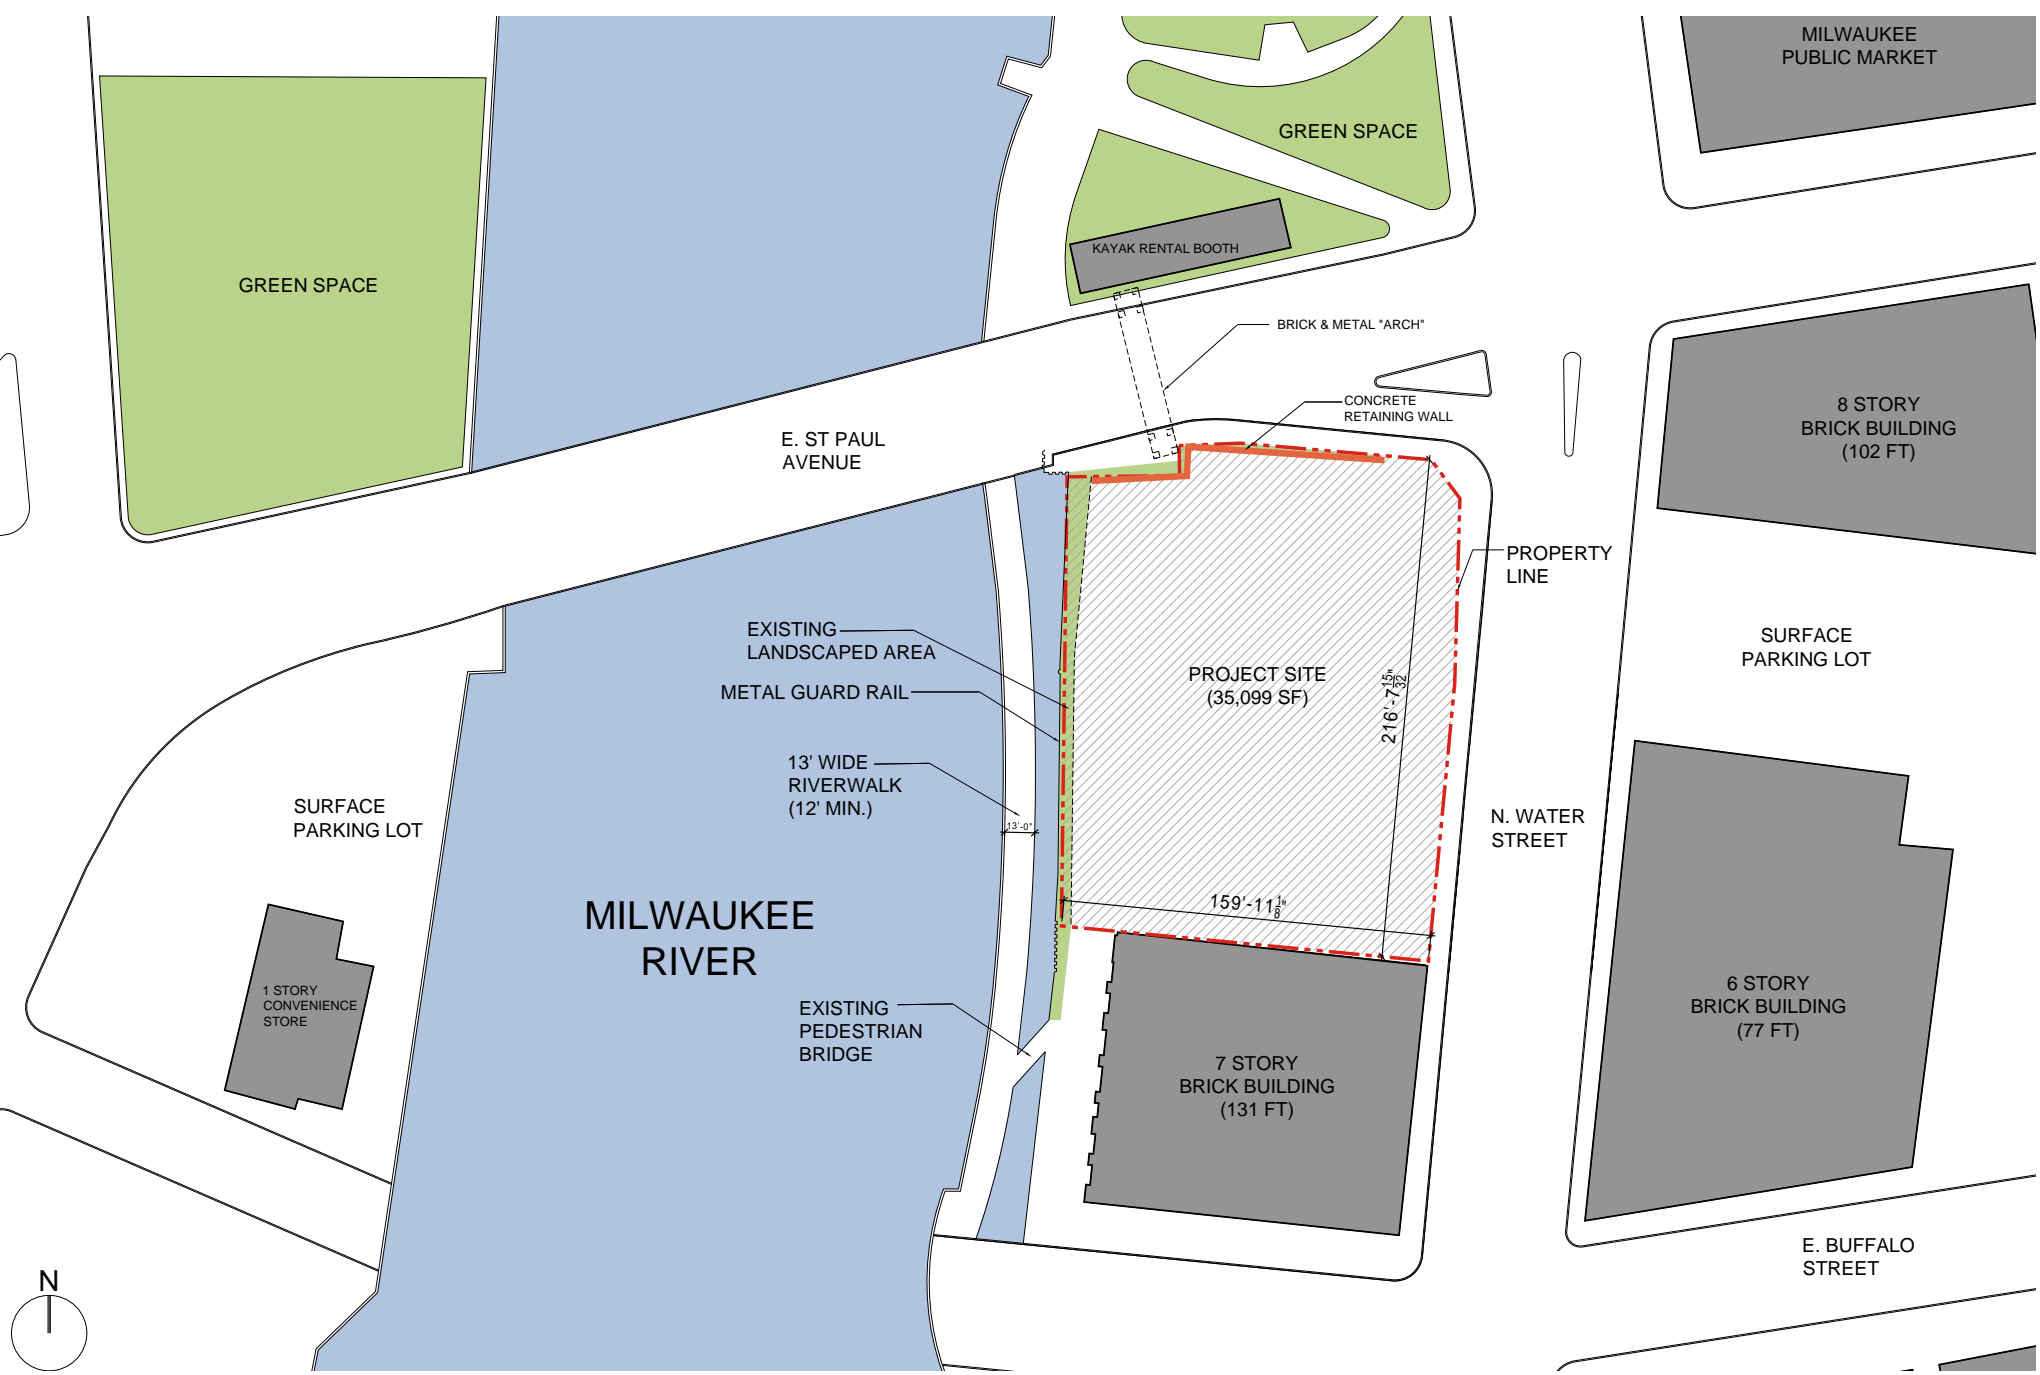 MILWAUKEE
PUBLIC MARKET
GREEN SPACE
KAYAK RENTAL BOOTH
GREEN SPACE
BRICK & METAL "ARCH"
CONCRETE
RETAINING WALL
8 STORY
BRICK BUILDING
(102 FT)
E. ST PAUL
AVENUE
PROPERTY
LINE
EXISTING
LANDSCAPED AREA
SURFACE
PARKING LOT
METAL GUARD RAIL
PROJECT SITE
(35,099 SF)
216'-7 15/32"
13' WIDE
RIVERWALK
(12' MIN.)
SURFACE
PARKING LOT
13'-0"
N. WATER
STREET
159'-11 1/8"
MILWAUKEE
RIVER
1 STORY
CONVENIENCE
STORE
EXISTING
PEDESTRIAN
BRIDGE
6 STORY
BRICK BUILDING
(77 FT)
7 STORY
BRICK BUILDING
(131 FT)
E. BUFFALO
STREET
N